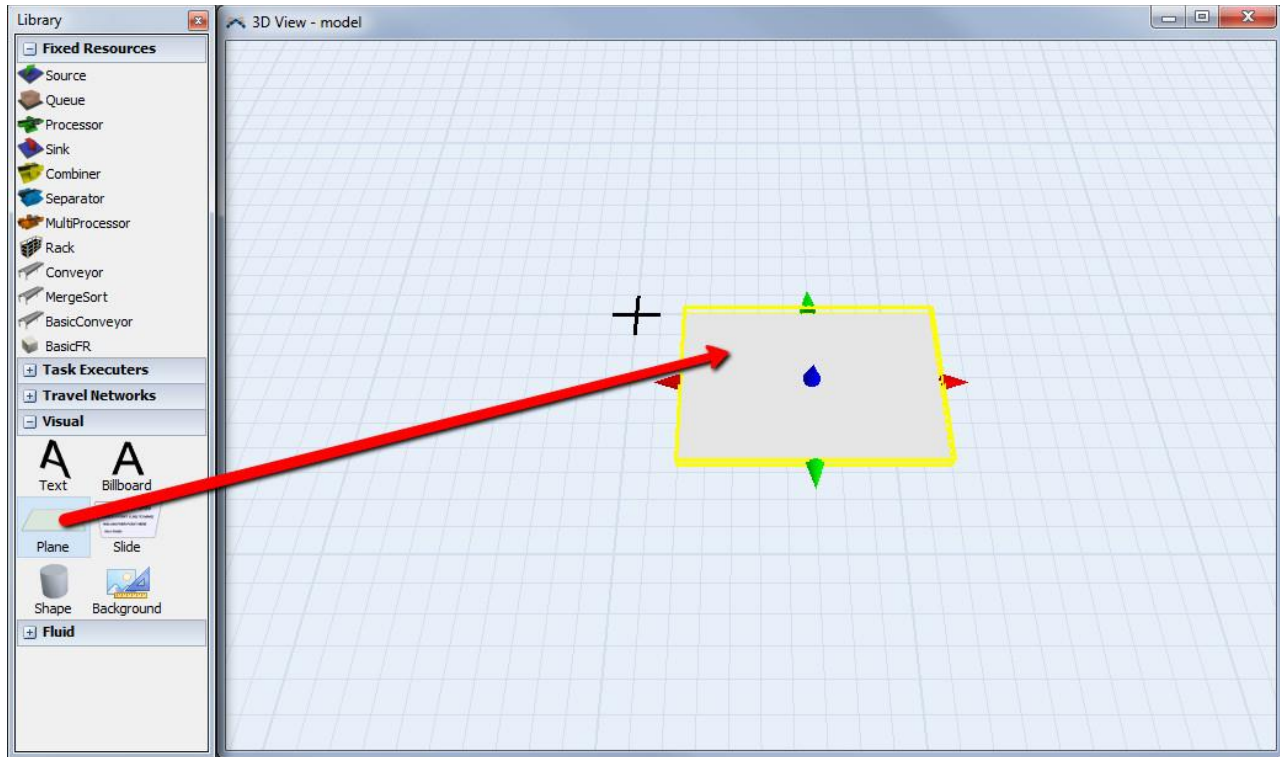 Library
3D View - model
Fixed Resources
Source
Queue
Processor
Sink
Combiner
Separator
MultiProcessor
Rack
Conveyor
MergeSort
BasicConveyor
BasicFR
Task Executers
Travel Networks
Visual
A A
Text Billboard
Plane Slide
Shape Background
Fluid